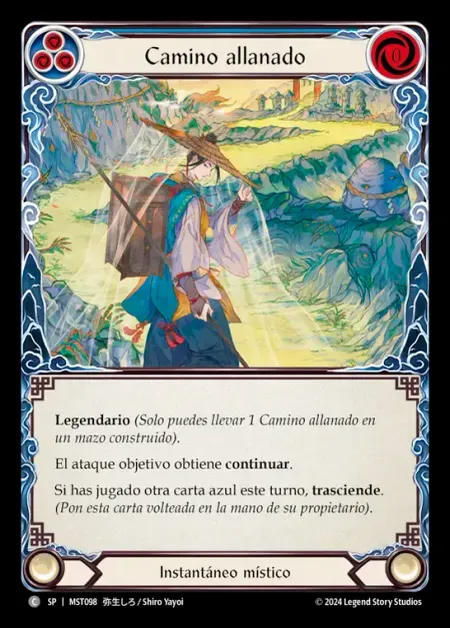 Camino allanado
0
Legendario (Solo puedes llevar 1 Camino allanado en
un mazo construido).
El ataque objetivo obtiene continuar.
Si has jugado otra carta azul este turno, trasciende.
(Pon esta carta volteada en la mano de su propietario).
Instantáneo místico
C SP | MST098 弥生しろ / Shiro Yayoi © 2024 Legend Story Studios